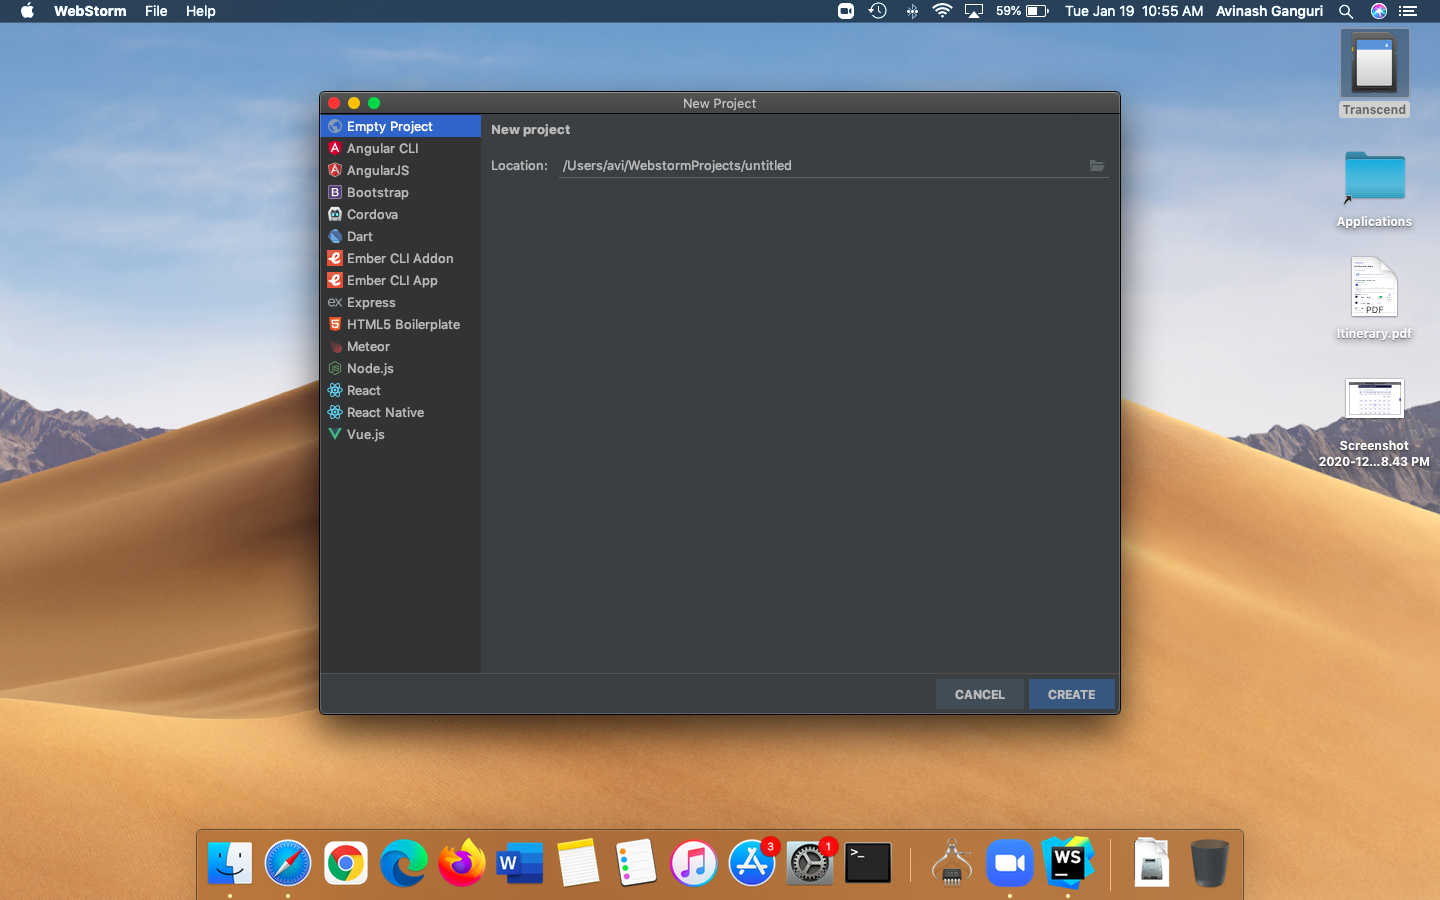 WebStorm File Help 59% Tue Jan 19 10:55 AM Avinash Ganguri
Transcend
Applications
PDF
Itinerary.pdf
Screenshot
2020-12...8.43 PM
New Project
Empty Project
Angular CLI
AngularJS
Bootstrap
Cordova
Dart
Ember CLI Addon
Ember CLI App
Express
HTML5 Boilerplate
Meteor
Node.js
React
React Native
Vue.js
New project
Location: /Users/avi/WebstormProjects/untitled
CANCEL CREATE
W
3
1
>_
WS